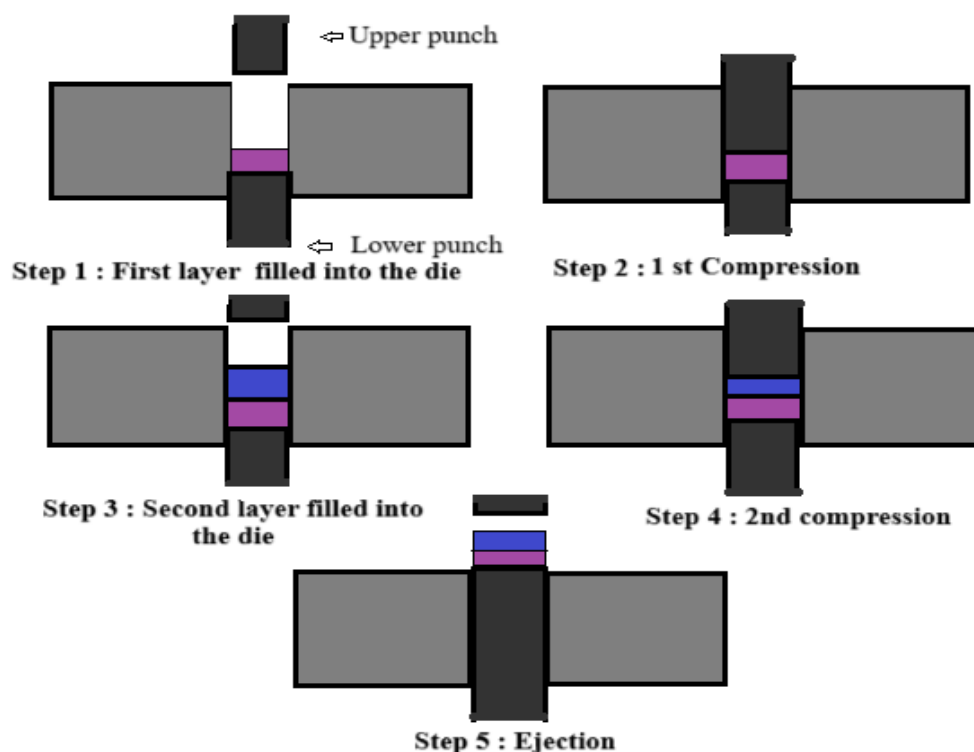 Upper punch
Lower punch
Step 1 : First layer filled into the die
Step 2 : 1 st Compression
Step 3 : Second layer filled into
the die
Step 4 : 2nd compression
Step 5 : Ejection